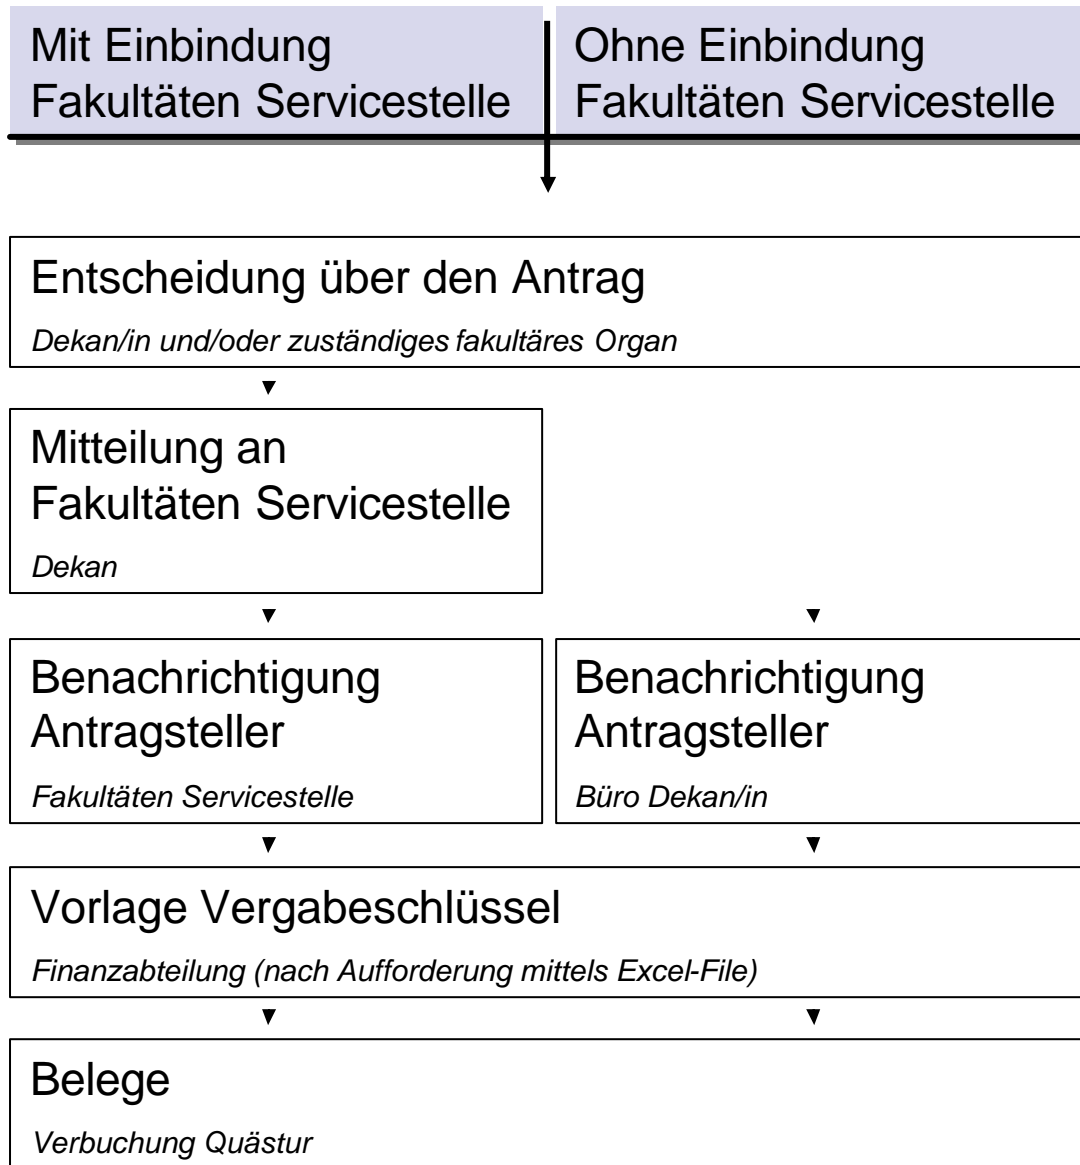 Mit Einbindung
Fakultäten Servicestelle
Ohne Einbindung
Fakultäten Servicestelle
Entscheidung über den Antrag
Dekan/in und/oder zuständiges fakultäres Organ
Mitteilung an
Fakultäten Servicestelle
Dekan
Benachrichtigung
Antragsteller
Fakultäten Servicestelle
Benachrichtigung
Antragsteller
Büro Dekan/in
Vorlage Vergabeschlüssel
Finanzabteilung (nach Aufforderung mittels Excel-File)
Belege
Verbuchung Quästur